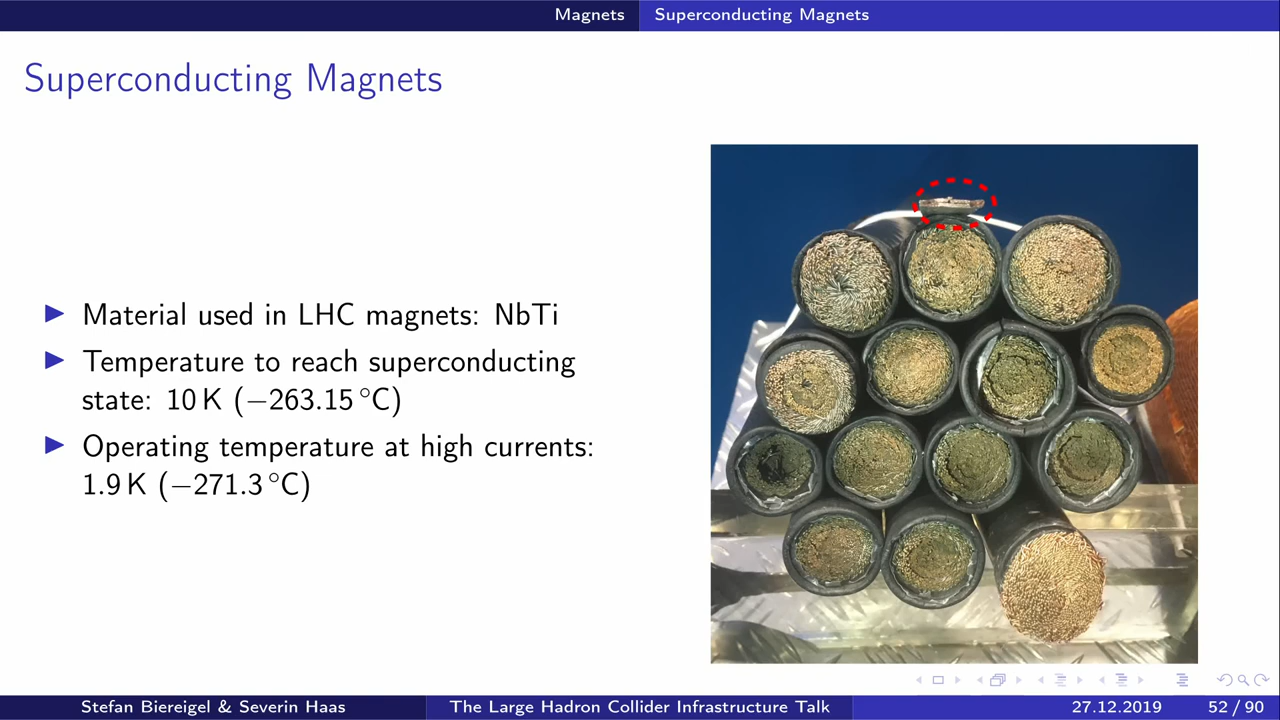 Magnets Superconducting Magnets
Superconducting Magnets
Material used in LHC magnets: NbTi
Temperature to reach superconducting
state: 10 K (−263.15 °C)
Operating temperature at high currents:
1.9 K (−271.3 °C)
Stefan Biereigel & Severin Haas The Large Hadron Collider Infrastructure Talk 27.12.2019 52 / 90